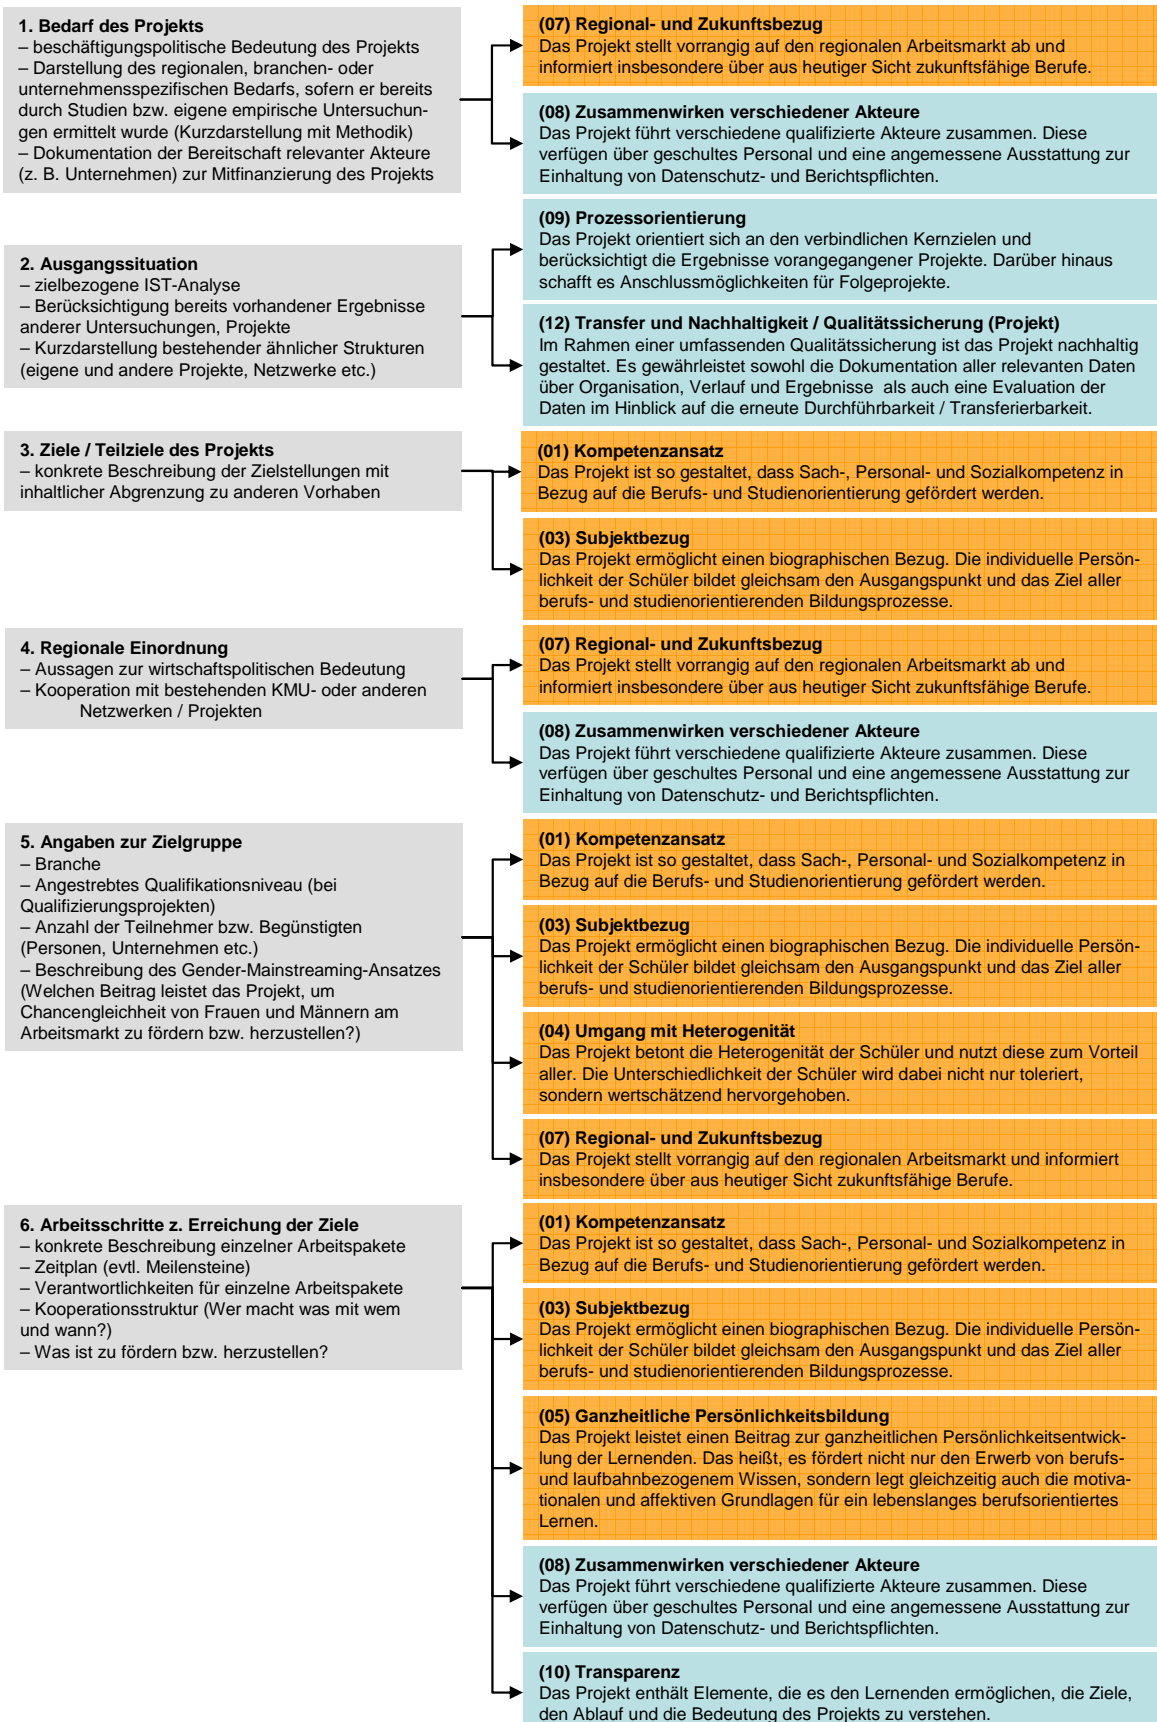 1. Bedarf des Projekts
– beschäftigungspolitische Bedeutung des Projekts
– Darstellung des regionalen, branchen- oder
unternehmensspezifischen Bedarfs, sofern er bereits
durch Studien bzw. eigene empirische Untersuchun-
gen ermittelt wurde (Kurzdarstellung mit Methodik)
– Dokumentation der Bereitschaft relevanter Akteure
(z. B. Unternehmen) zur Mitfinanzierung des Projekts
(07) Regional- und Zukunftsbezug
Das Projekt stellt vorrangig auf den regionalen Arbeitsmarkt ab und
informiert insbesondere über aus heutiger Sicht zukunftsfähige Berufe.
(08) Zusammenwirken verschiedener Akteure
Das Projekt führt verschiedene qualifizierte Akteure zusammen. Diese
verfügen über geschultes Personal und eine angemessene Ausstattung zur
Einhaltung von Datenschutz- und Berichtspflichten.
2. Ausgangssituation
– zielbezogene IST-Analyse
– Berücksichtigung bereits vorhandener Ergebnisse
anderer Untersuchungen, Projekte
– Kurzdarstellung bestehender ähnlicher Strukturen
(eigene und andere Projekte, Netzwerke etc.)
(09) Prozessorientierung
Das Projekt orientiert sich an den verbindlichen Kernzielen und
berücksichtigt die Ergebnisse vorangegangener Projekte. Darüber hinaus
schafft es Anschlussmöglichkeiten für Folgeprojekte.
(12) Transfer und Nachhaltigkeit / Qualitätssicherung (Projekt)
Im Rahmen einer umfassenden Qualitätssicherung ist das Projekt nachhaltig
gestaltet. Es gewährleistet sowohl die Dokumentation aller relevanten Daten
über Organisation, Verlauf und Ergebnisse als auch eine Evaluation der
Daten im Hinblick auf die erneute Durchführbarkeit / Transferierbarkeit.
3. Ziele / Teilziele des Projekts
– konkrete Beschreibung der Zielstellungen mit
inhaltlicher Abgrenzung zu anderen Vorhaben
(01) Kompetenzansatz
Das Projekt ist so gestaltet, dass Sach-, Personal- und Sozialkompetenz in
Bezug auf die Berufs- und Studienorientierung gefördert werden.
(03) Subjektbezug
Das Projekt ermöglicht einen biographischen Bezug. Die individuelle Persön-
lichkeit der Schüler bildet gleichsam den Ausgangspunkt und das Ziel aller
berufs- und studienorientierenden Bildungsprozesse.
4. Regionale Einordnung
– Aussagen zur wirtschaftspolitischen Bedeutung
– Kooperation mit bestehenden KMU- oder anderen
Netzwerken / Projekten
(07) Regional- und Zukunftsbezug
Das Projekt stellt vorrangig auf den regionalen Arbeitsmarkt ab und
informiert insbesondere über aus heutiger Sicht zukunftsfähige Berufe.
(08) Zusammenwirken verschiedener Akteure
Das Projekt führt verschiedene qualifizierte Akteure zusammen. Diese
verfügen über geschultes Personal und eine angemessene Ausstattung zur
Einhaltung von Datenschutz- und Berichtspflichten.
5. Angaben zur Zielgruppe
– Branche
– Angestrebtes Qualifikationsniveau (bei
Qualifizierungsprojekten)
– Anzahl der Teilnehmer bzw. Begünstigten
(Personen, Unternehmen etc.)
– Beschreibung des Gender-Mainstreaming-Ansatzes
(Welchen Beitrag leistet das Projekt, um
Chancengleichheit von Frauen und Männern am
Arbeitsmarkt zu fördern bzw. herzustellen?)
(01) Kompetenzansatz
Das Projekt ist so gestaltet, dass Sach-, Personal- und Sozialkompetenz in
Bezug auf die Berufs- und Studienorientierung gefördert werden.
(03) Subjektbezug
Das Projekt ermöglicht einen biographischen Bezug. Die individuelle Persön-
lichkeit der Schüler bildet gleichsam den Ausgangspunkt und das Ziel aller
berufs- und studienorientierenden Bildungsprozesse.
(04) Umgang mit Heterogenität
Das Projekt betont die Heterogenität der Schüler und nutzt diese zum Vorteil
aller. Die Unterschiedlichkeit der Schüler wird dabei nicht nur toleriert,
sondern wertschätzend hervorgehoben.
(07) Regional- und Zukunftsbezug
Das Projekt stellt vorrangig auf den regionalen Arbeitsmarkt und informiert
insbesondere über aus heutiger Sicht zukunftsfähige Berufe.
6. Arbeitsschritte z. Erreichung der Ziele
– konkrete Beschreibung einzelner Arbeitspakete
– Zeitplan (evtl. Meilensteine)
– Verantwortlichkeiten für einzelne Arbeitspakete
– Kooperationsstruktur (Wer macht was mit wem
und wann?)
– Was ist zu fördern bzw. herzustellen?
(01) Kompetenzansatz
Das Projekt ist so gestaltet, dass Sach-, Personal- und Sozialkompetenz in
Bezug auf die Berufs- und Studienorientierung gefördert werden.
(03) Subjektbezug
Das Projekt ermöglicht einen biographischen Bezug. Die individuelle Persön-
lichkeit der Schüler bildet gleichsam den Ausgangspunkt und das Ziel aller
berufs- und studienorientierenden Bildungsprozesse.
(05) Ganzheitliche Persönlichkeitsbildung
Das Projekt leistet einen Beitrag zur ganzheitlichen Persönlichkeitsentwick-
lung der Lernenden. Das heißt, es fördert nicht nur den Erwerb von berufs-
und laufbahnbezogenem Wissen, sondern legt gleichzeitig auch die motiva-
tionalen und affektiven Grundlagen für ein lebenslanges berufsorientiertes
Lernen.
(08) Zusammenwirken verschiedener Akteure
Das Projekt führt verschiedene qualifizierte Akteure zusammen. Diese
verfügen über geschultes Personal und eine angemessene Ausstattung zur
Einhaltung von Datenschutz- und Berichtspflichten.
(10) Transparenz
Das Projekt enthält Elemente, die es den Lernenden ermöglichen, die Ziele,
den Ablauf und die Bedeutung des Projekts zu verstehen.